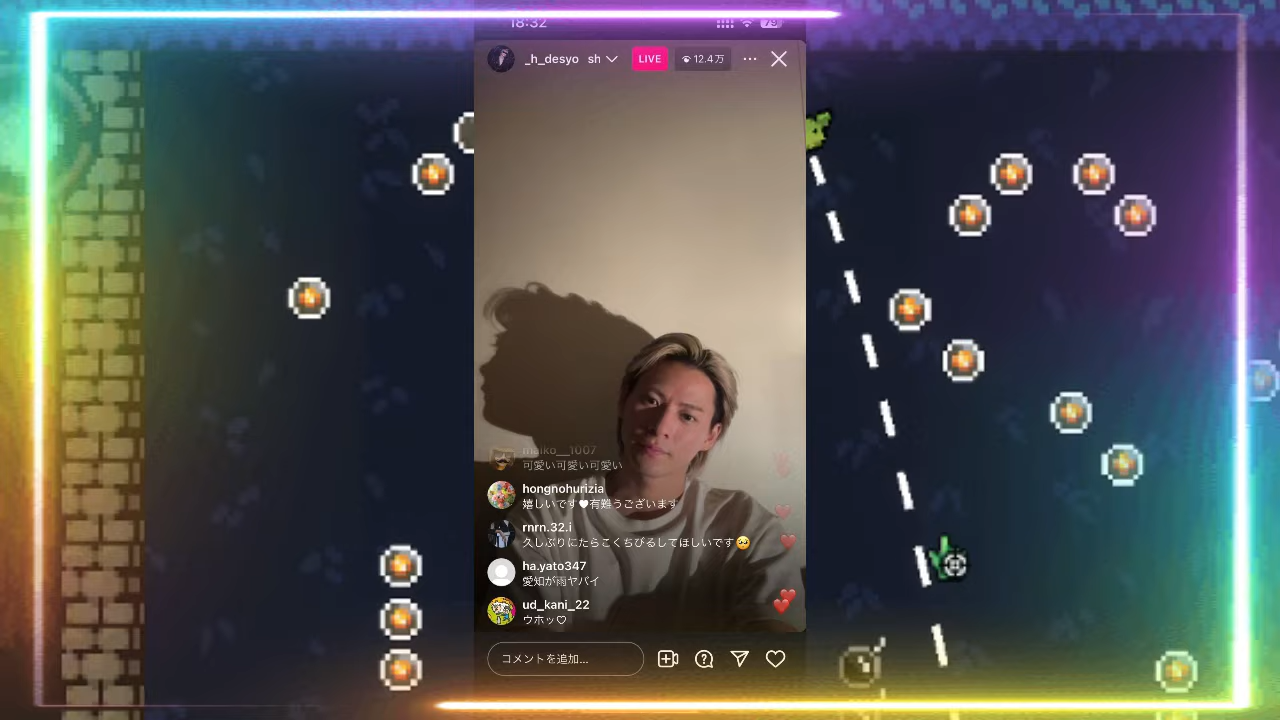 18:32
79
_h_desyo sh
LIVE
12.4万
maiko__1007
可愛い可愛い可愛い
hongnohurizia
嬉しいです♥有難うございます
rnrn.32.i
久しぶりにたらこくちびるしてほしいです🥺
ha.yato347
愛知が雨ヤバイ
ud_kani_22
ウホッ♡
コメントを追加...